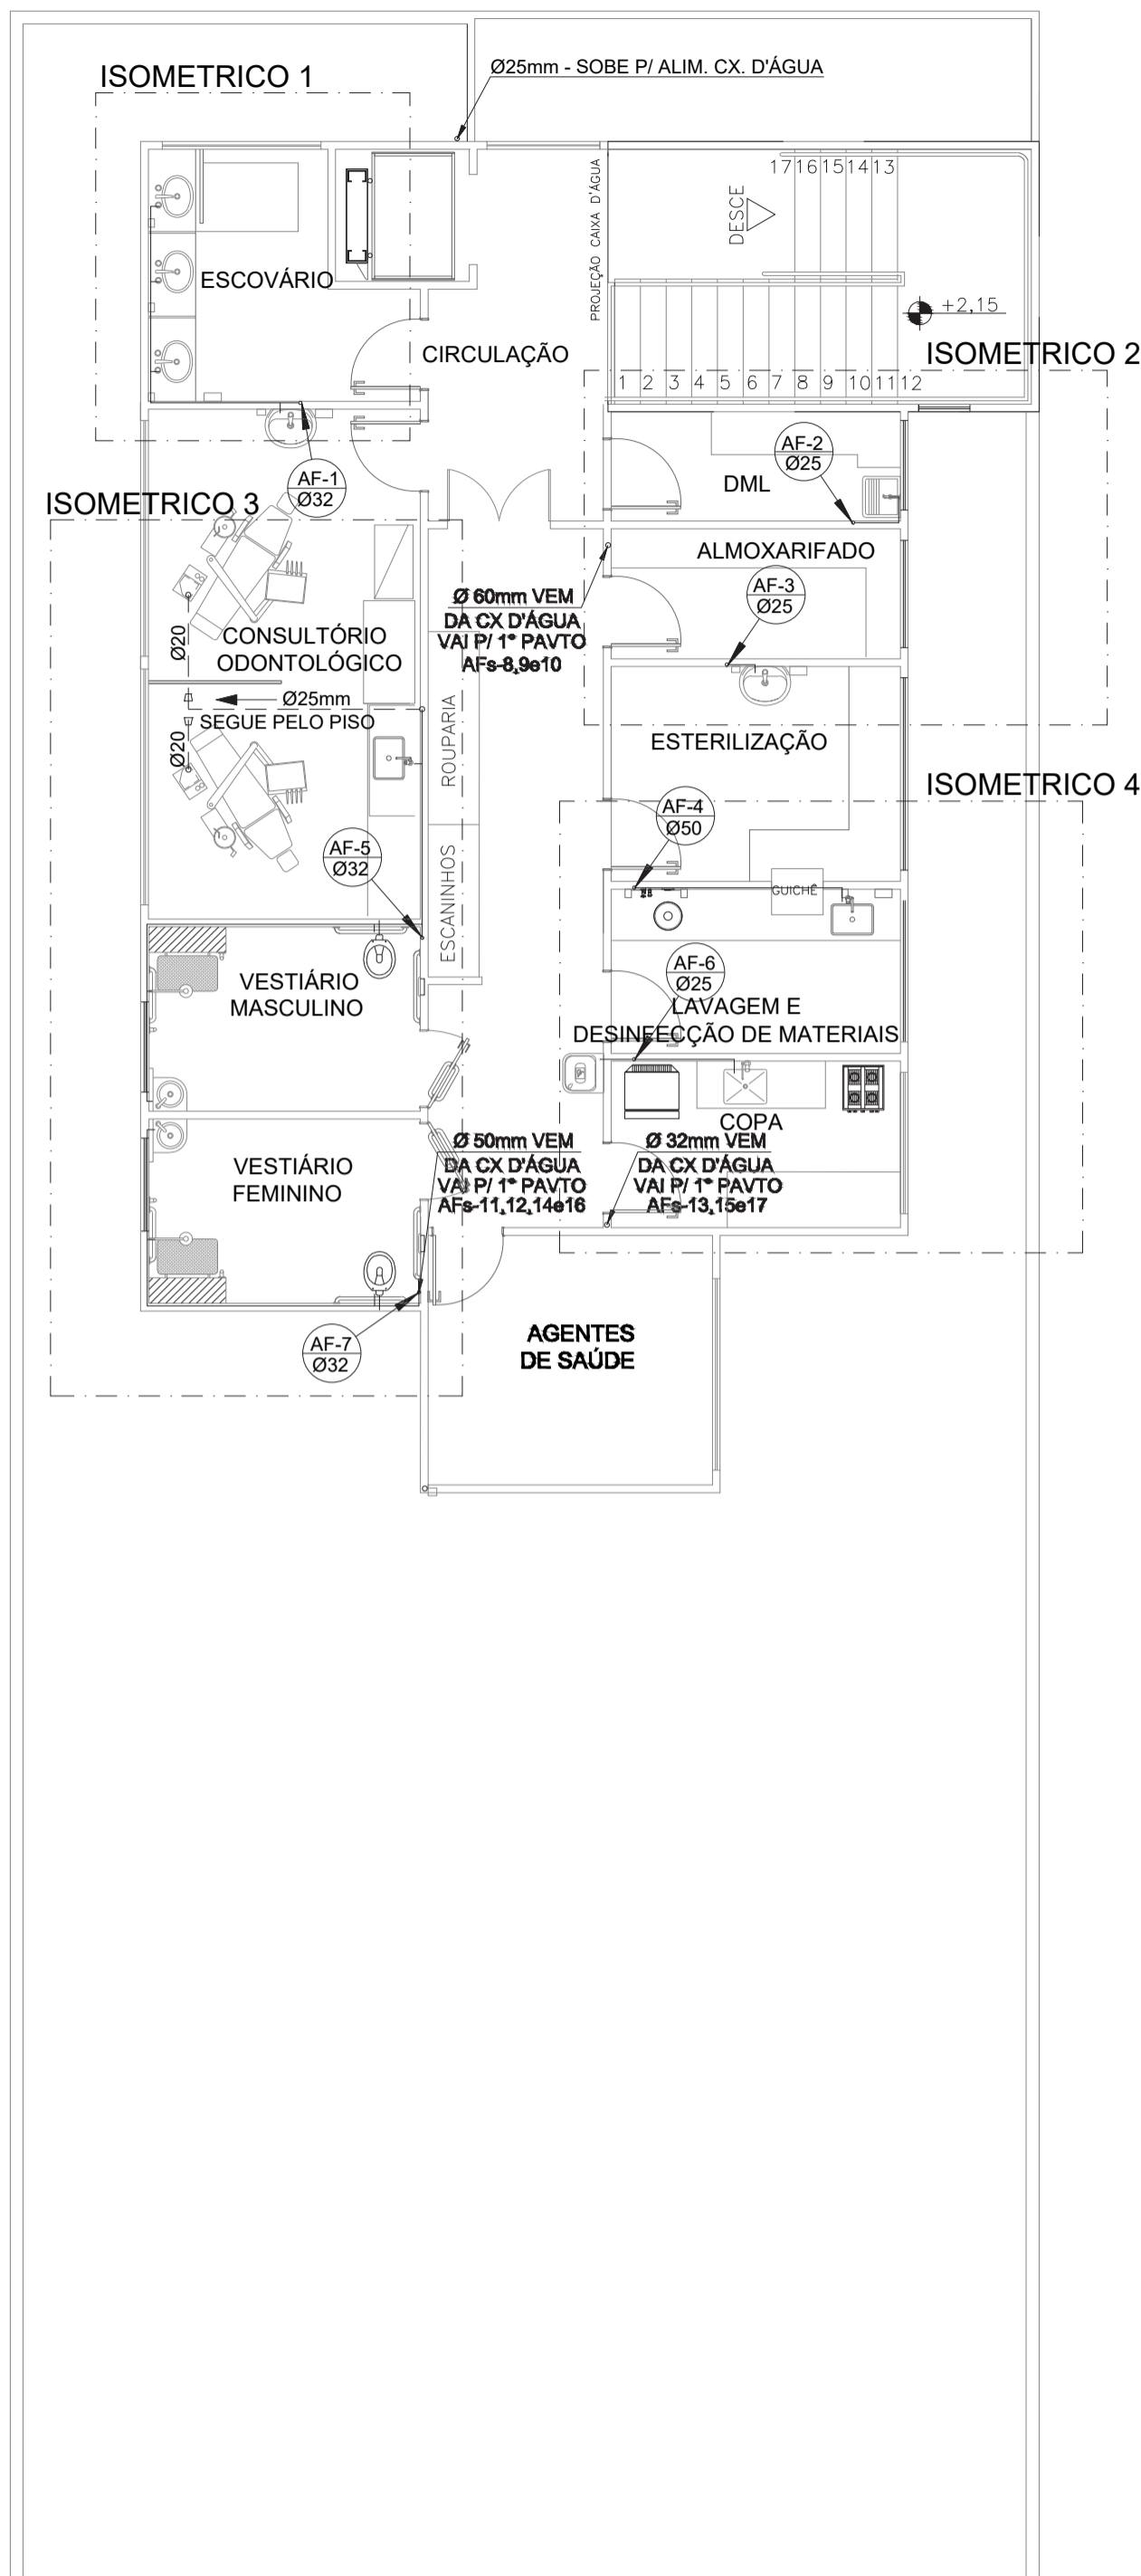 ISOMETRICO 1
Ø25mm - SOBE P/ ALIM. CX. D'ÁGUA
PROJEÇÃO CAIXA D'ÁGUA
17 16 15 14 13
DESCE
ESCOVÁRIO
+2,15
CIRCULAÇÃO
ISOMETRICO 2
1 2 3 4 5 6 7 8 9 10 11 12
AF-2
Ø25
AF-1
Ø32
DML
ISOMETRICO 3
ALMOXARIFADO
AF-3
Ø25
Ø 60mm VEM
DA CX D'ÁGUA
VAI P/ 1° PAVTO
AFs-8,9e10
CONSULTÓRIO
ODONTOLÓGICO
Ø20
Ø25mm
SEGUE PELO PISO
Ø20
ROUPARIA
ESTERILIZAÇÃO
ISOMETRICO 4
AF-4
Ø50
AF-5
Ø32
ESCANINHOS
GUICHÊ
AF-6
Ø25
VESTIÁRIO
MASCULINO
LAVAGEM E
DESINFECÇÃO DE MATERIAIS
COPA
Ø 50mm VEM
DA CX D'ÁGUA
VAI P/ 1° PAVTO
AFs-11,12,14e16
Ø 32mm VEM
DA CX D'ÁGUA
VAI P/ 1° PAVTO
AFs-13,15e17
VESTIÁRIO
FEMININO
AF-7
Ø32
AGENTES
DE SAÚDE